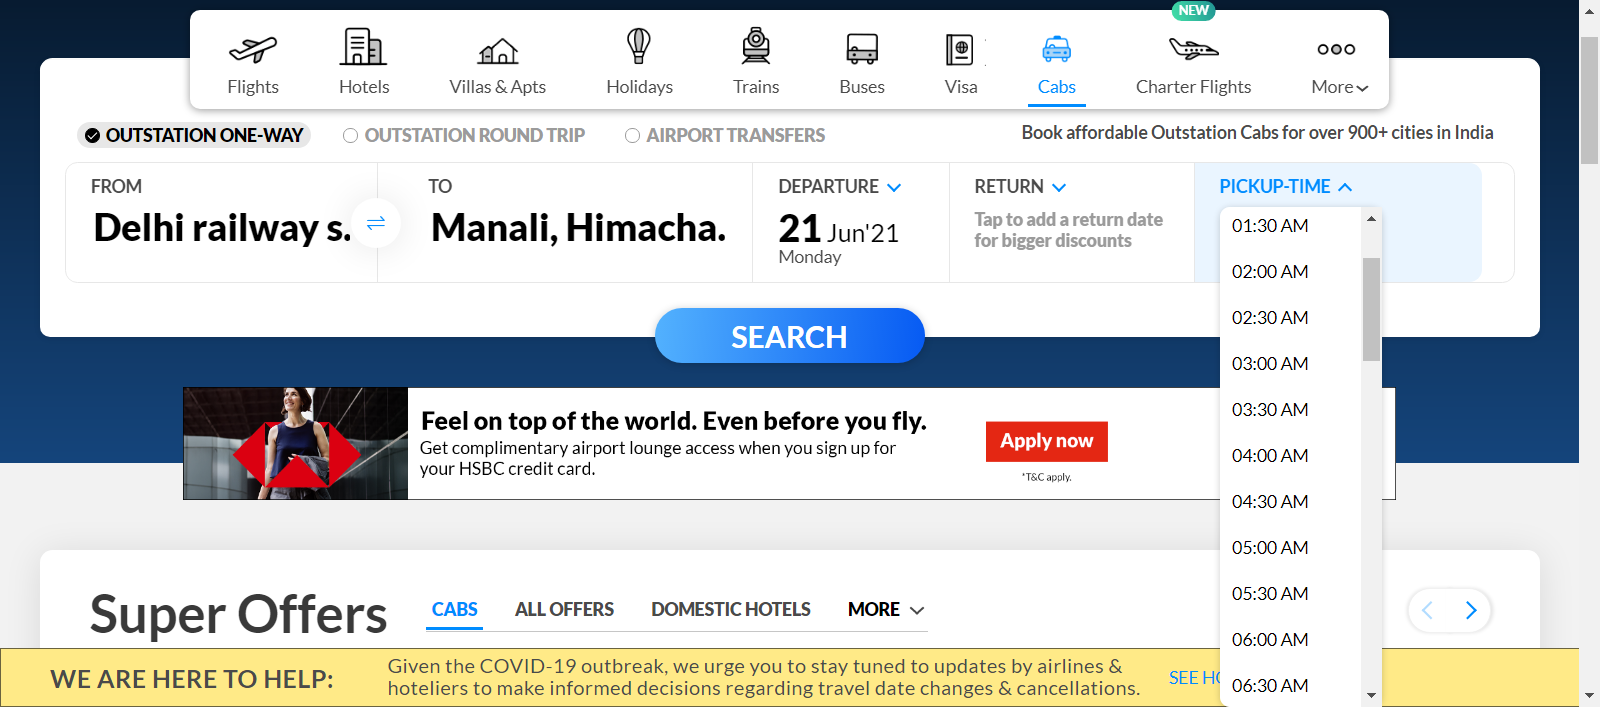 NEW
Flights
Hotels
Villas & Apts
Holidays
Trains
Buses
Visa
Cabs
Charter Flights
More
OUTSTATION ONE-WAY
OUTSTATION ROUND TRIP
AIRPORT TRANSFERS
Book affordable Outstation Cabs for over 900+ cities in India
FROM
Delhi railway s.
TO
Manali, Himacha.
DEPARTURE
21 Jun'21
Monday
RETURN
Tap to add a return date
for bigger discounts
PICKUP-TIME
01:30 AM
02:00 AM
02:30 AM
03:00 AM
03:30 AM
04:00 AM
04:30 AM
05:00 AM
05:30 AM
06:00 AM
06:30 AM
SEARCH
Feel on top of the world. Even before you fly.
Get complimentary airport lounge access when you sign up for
your HSBC credit card.
Apply now
*T&C apply.
Super Offers
CABS
ALL OFFERS
DOMESTIC HOTELS
MORE
WE ARE HERE TO HELP:
Given the COVID-19 outbreak, we urge you to stay tuned to updates by airlines &
hoteliers to make informed decisions regarding travel date changes & cancellations.
SEE